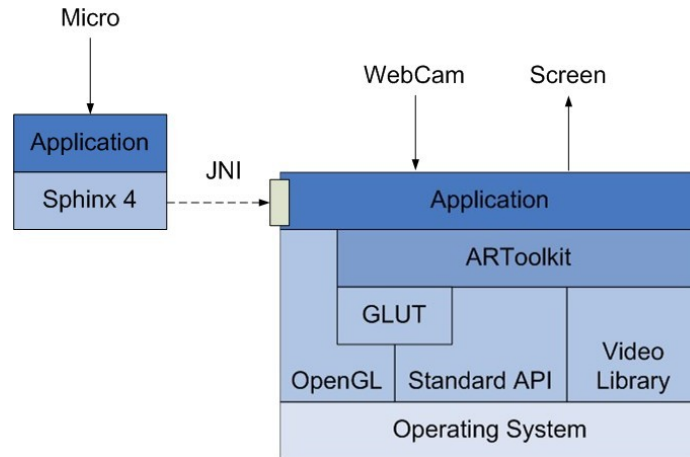 Micro
WebCam
Screen
Application
Sphinx 4
JNI
Application
ARToolkit
GLUT
OpenGL
Standard API
Video
Library
Operating System